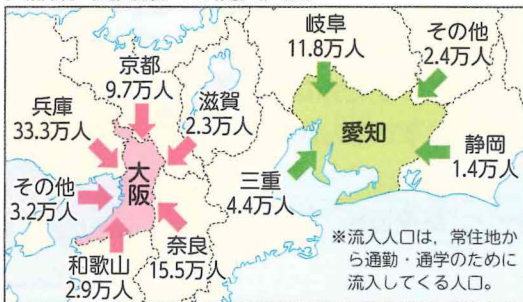 京都
9.7万人
兵庫
33.3万人
滋賀
2.3万人
大阪
その他
3.2万人
和歌山
2.9万人
奈良
15.5万人
岐阜
11.8万人
その他
2.4万人
愛知
静岡
1.4万人
三重
4.4万人
※流入人口は，常住地か
ら通勤・通学のために
流入してくる人口。